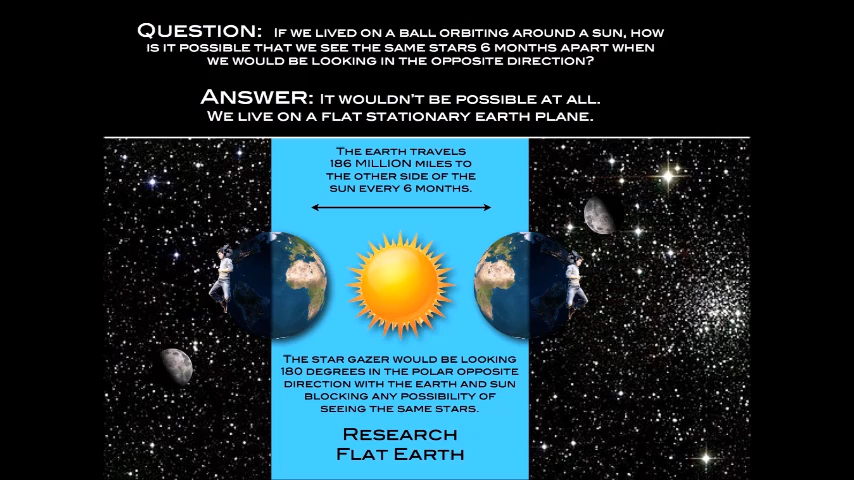 QUESTION: IF WE LIVED ON A BALL ORBITING AROUND A SUN, HOW
IS IT POSSIBLE THAT WE SEE THE SAME STARS 6 MONTHS APART WHEN
WE WOULD BE LOOKING IN THE OPPOSITE DIRECTION?
ANSWER: IT WOULDN'T BE POSSIBLE AT ALL.
WE LIVE ON A FLAT STATIONARY EARTH PLANE.
THE EARTH TRAVELS
186 MILLION MILES TO
THE OTHER SIDE OF THE
SUN EVERY 6 MONTHS.
THE STAR GAZER WOULD BE LOOKING
180 DEGREES IN THE POLAR OPPOSITE
DIRECTION WITH THE EARTH AND SUN
BLOCKING ANY POSSIBILITY OF
SEEING THE SAME STARS.
RESEARCH
FLAT EARTH